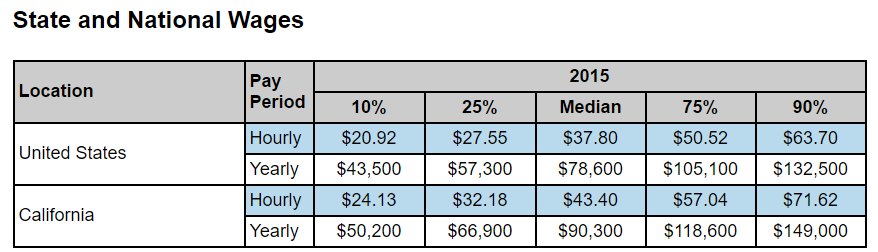 State and National Wages
Location Pay Period 2015
10% 25% Median 75% 90%
United States Hourly $20.92 $27.55 $37.80 $50.52 $63.70
Yearly $43,500 $57,300 $78,600 $105,100 $132,500
California Hourly $24.13 $32.18 $43.40 $57.04 $71.62
Yearly $50,200 $66,900 $90,300 $118,600 $149,000